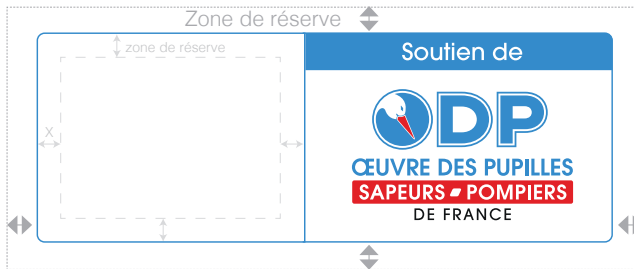 Zone de réserve
zone de réserve
X
Soutien de
ODP
ŒUVRE DES PUPILLES
SAPEURS - POMPIERS
DE FRANCE